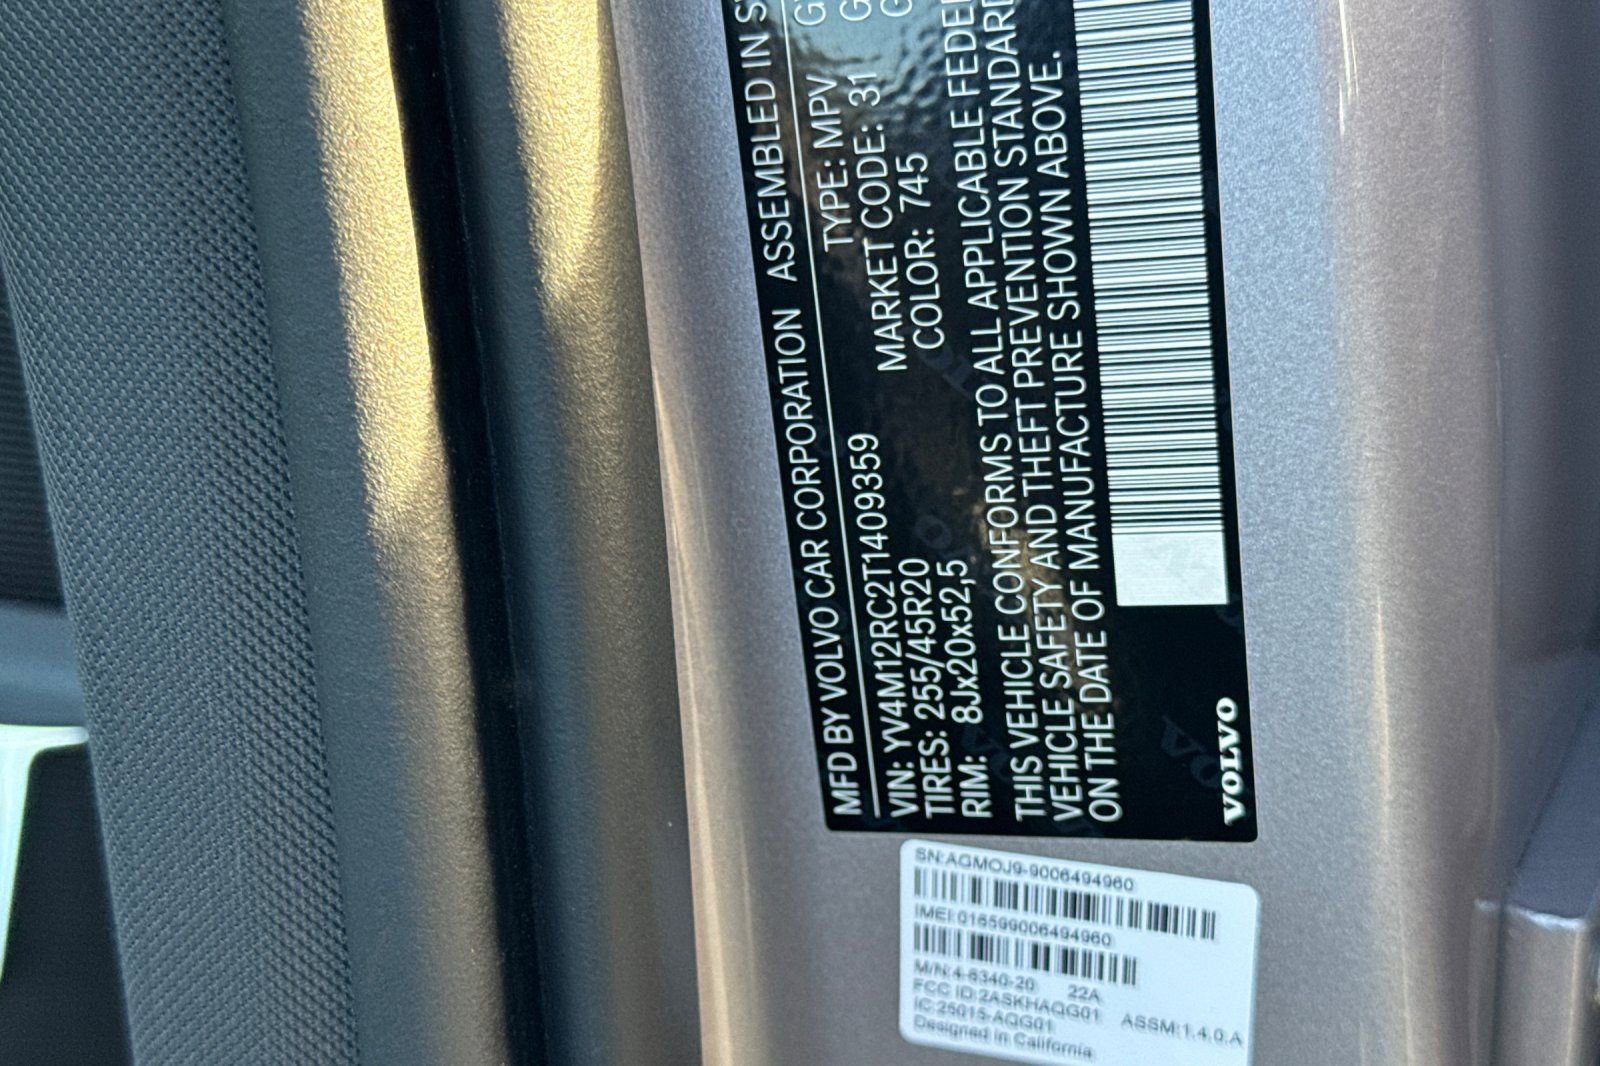 MFD BY VOLVO CAR CORPORATION ASSEMBLED IN
VIN: YV4M12RC2T1409359 TYPE: MPV
TIRES: 255/45R20 MARKET CODE: 31
RIM: 8Jx20x52,5 COLOR: 745
THIS VEHICLE CONFORMS TO ALL APPLICABLE
VEHICLE SAFETY AND THEFT PREVENTION STANDARD
ON THE DATE OF MANUFACTURE SHOWN ABOVE.
VOLVO
SN:AGMOJ9-9006494960
IMEI:016599006494960
M/N:4-6340-20 22A
FCC ID:2ASKHAQG01 ASSM:1.4.0.A
IC:25015-AQG01
Designed in California